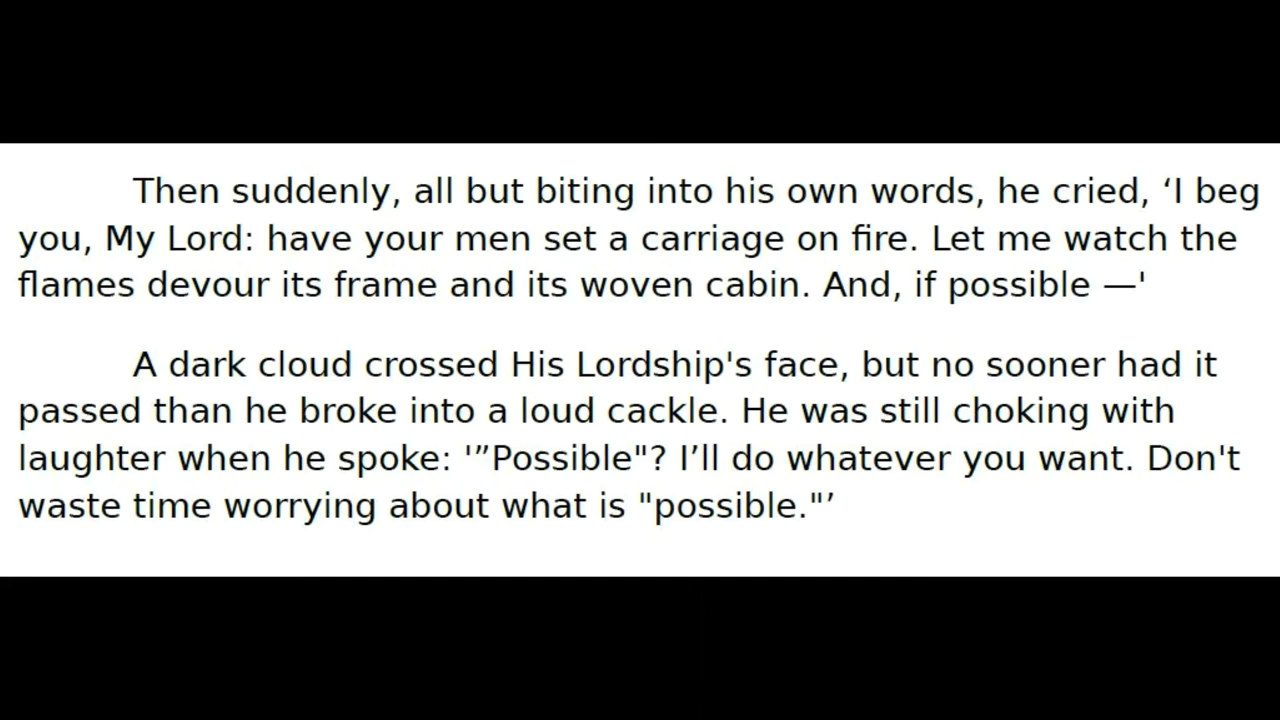 Then suddenly, all but biting into his own words, he cried, ‘I beg
you, My Lord: have your men set a carriage on fire. Let me watch the
flames devour its frame and its woven cabin. And, if possible —'
A dark cloud crossed His Lordship's face, but no sooner had it
passed than he broke into a loud cackle. He was still choking with
laughter when he spoke: '”Possible"? I’ll do whatever you want. Don't
waste time worrying about what is "possible."’